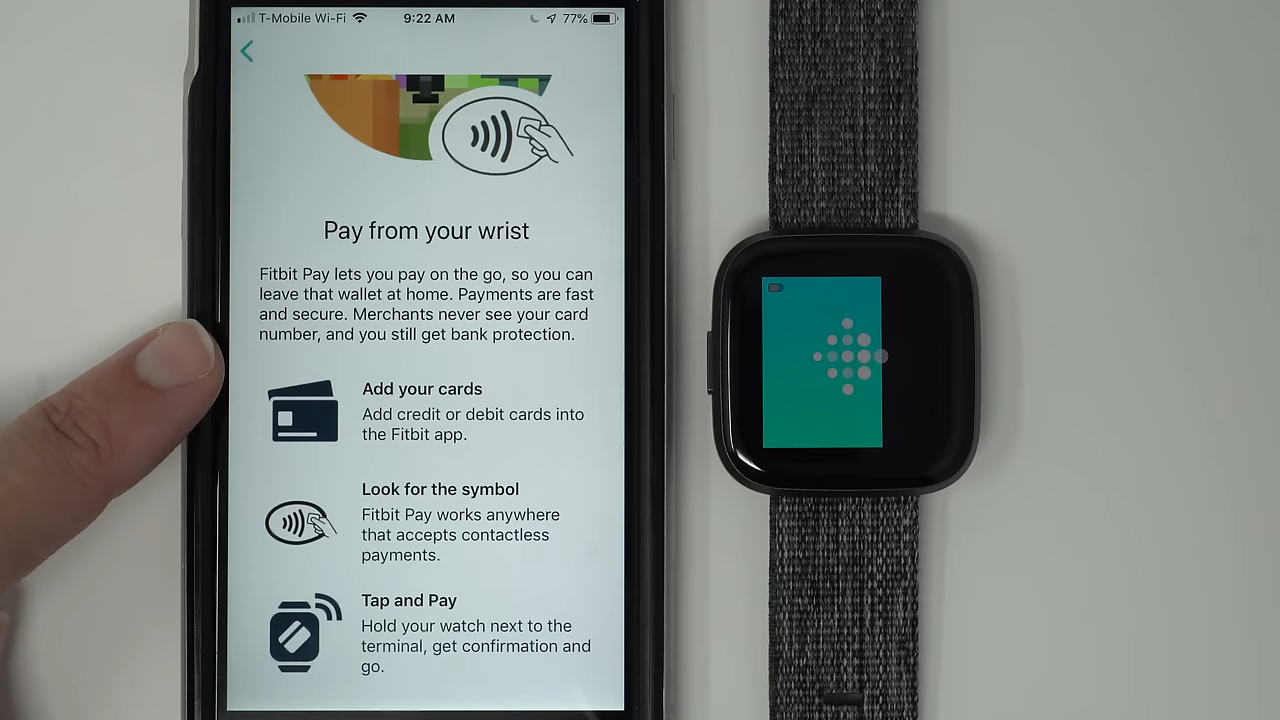 T-Mobile Wi-Fi 9:22 AM 77%
Pay from your wrist
Fitbit Pay lets you pay on the go, so you can
leave that wallet at home. Payments are fast
and secure. Merchants never see your card
number, and you still get bank protection.
Add your cards
Add credit or debit cards into
the Fitbit app.
Look for the symbol
Fitbit Pay works anywhere
that accepts contactless
payments.
Tap and Pay
Hold your watch next to the
terminal, get confirmation and
go.